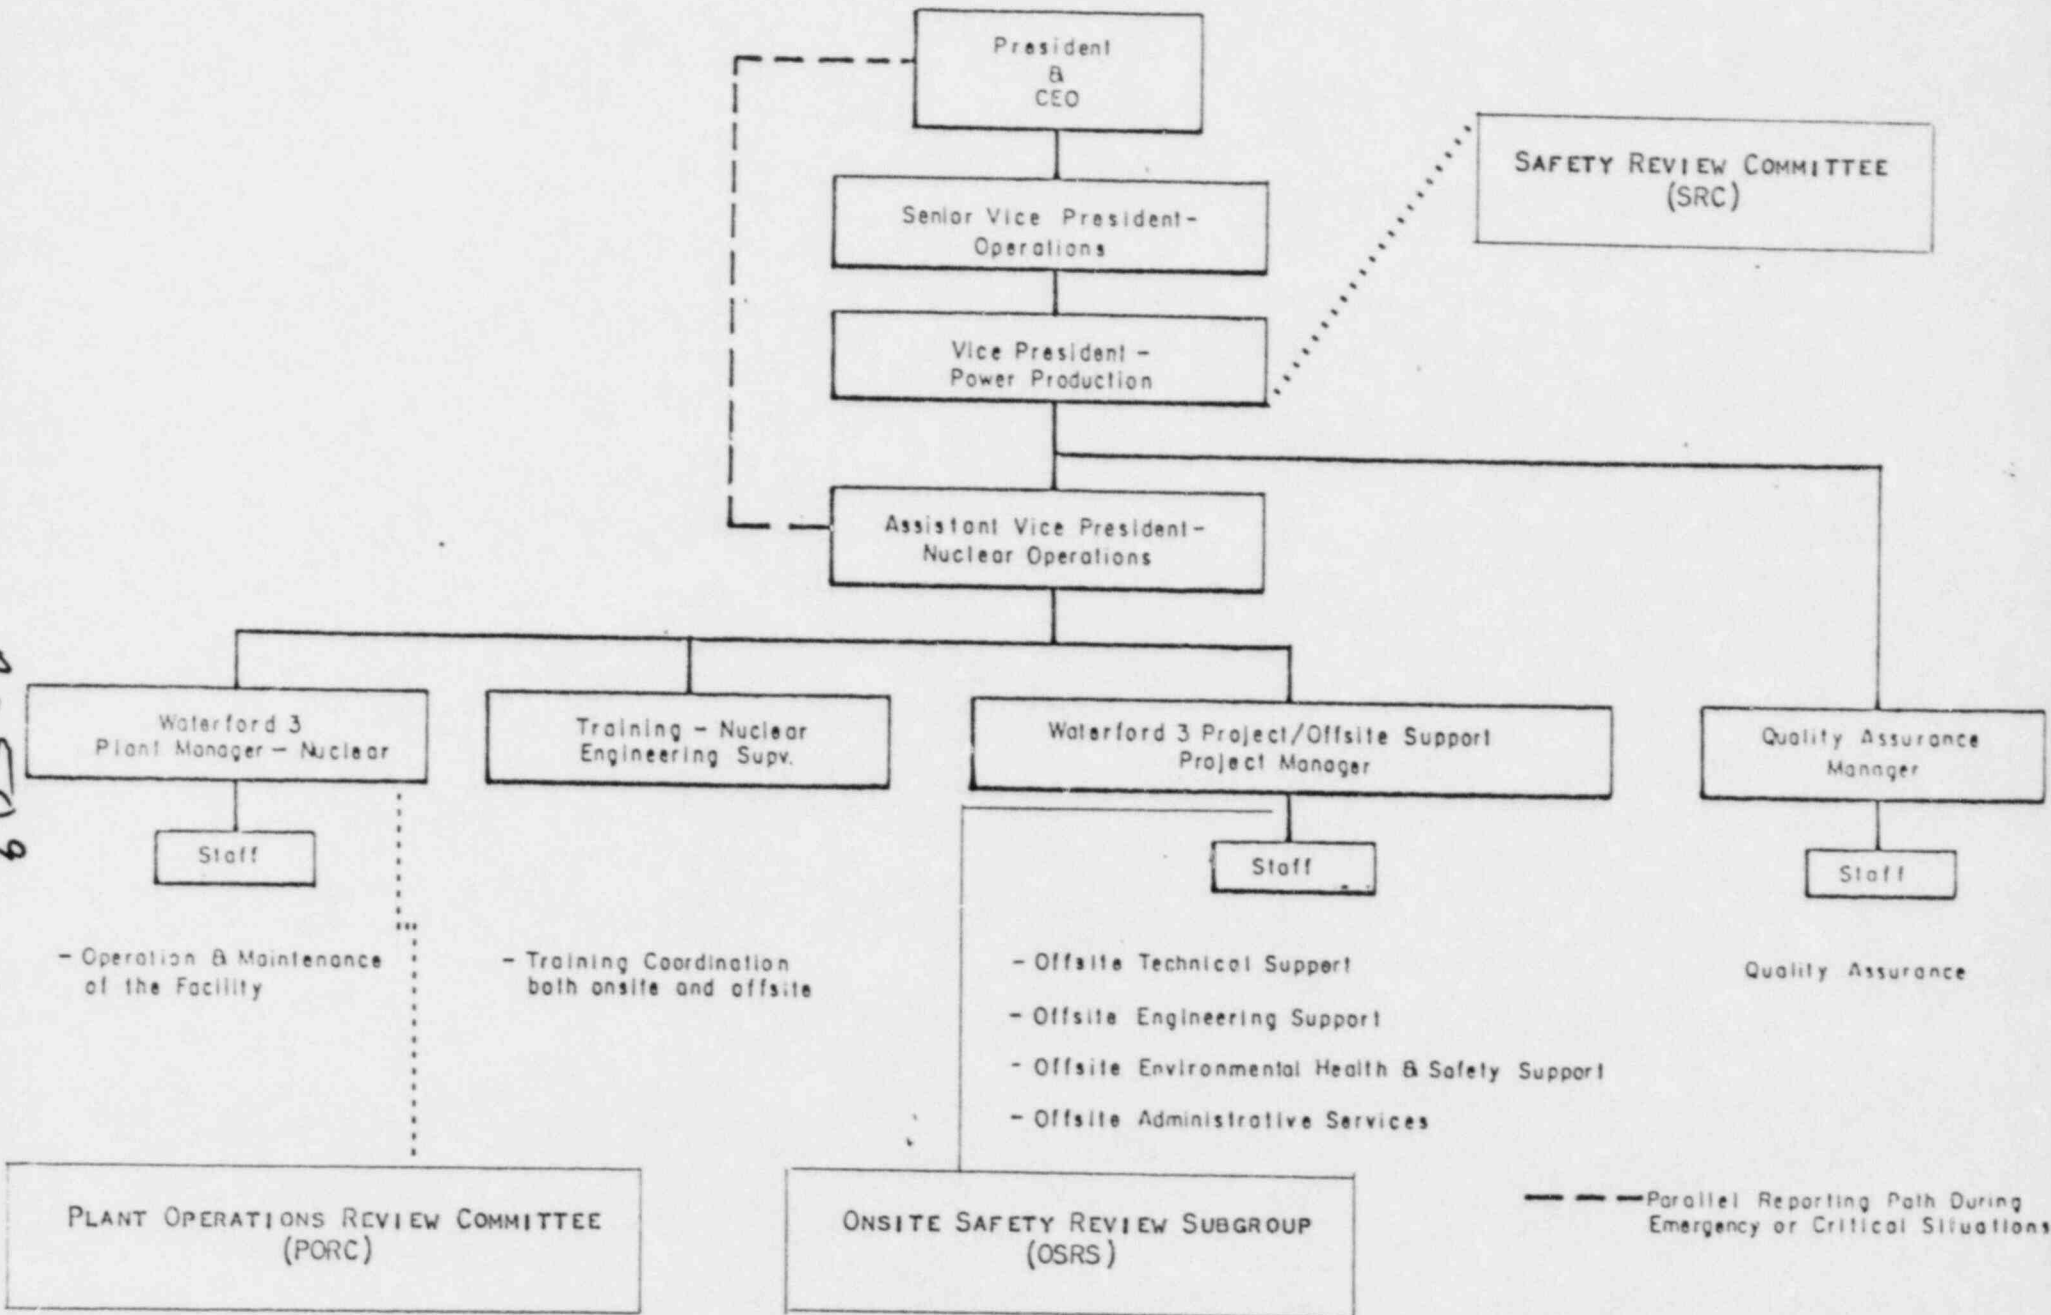 President
&
CEO
SAFETY REVIEW COMMITTEE
(SRC)
Senior Vice President-
Operations
Vice President -
Power Production
Assistant Vice President-
Nuclear Operations
Waterford 3
Plant Manager - Nuclear
Training - Nuclear
Engineering Supv.
Waterford 3 Project/Offsite Support
Project Manager
Quality Assurance
Manager
Staff
Staff
Staff
- Operation & Maintenance
of the Facility
- Training Coordination
both onsite and offsite
- Offsite Technical Support
- Offsite Engineering Support
- Offsite Environmental Health & Safety Support
- Offsite Administrative Services
Quality Assurance
PLANT OPERATIONS REVIEW COMMITTEE
(PORC)
ONSITE SAFETY REVIEW SUBGROUP
(OSRS)
Parallel Reporting Path During
Emergency or Critical Situations